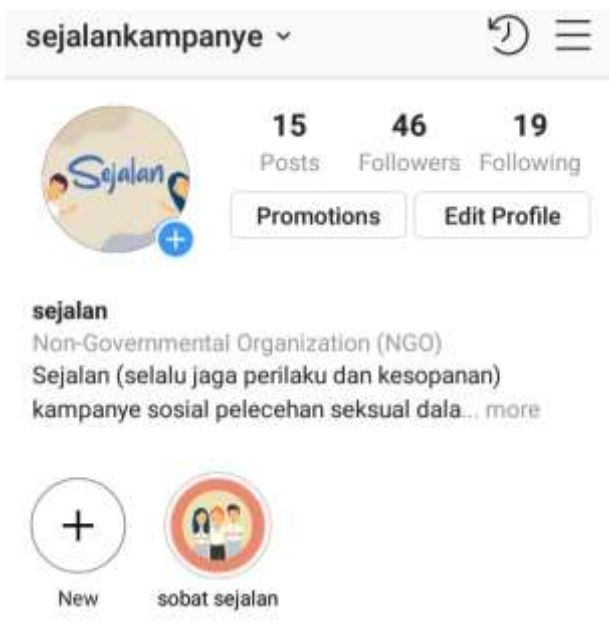 sejalankampanye
Sejalan
15 46 19
Posts Followers Following
Promotions Edit Profile
sejalan
Non-Governmental Organization (NGO)
Sejalan (selalu jaga perilaku dan kesopanan)
kampanye sosial pelecehan seksual dala... more
New sobat sejalan